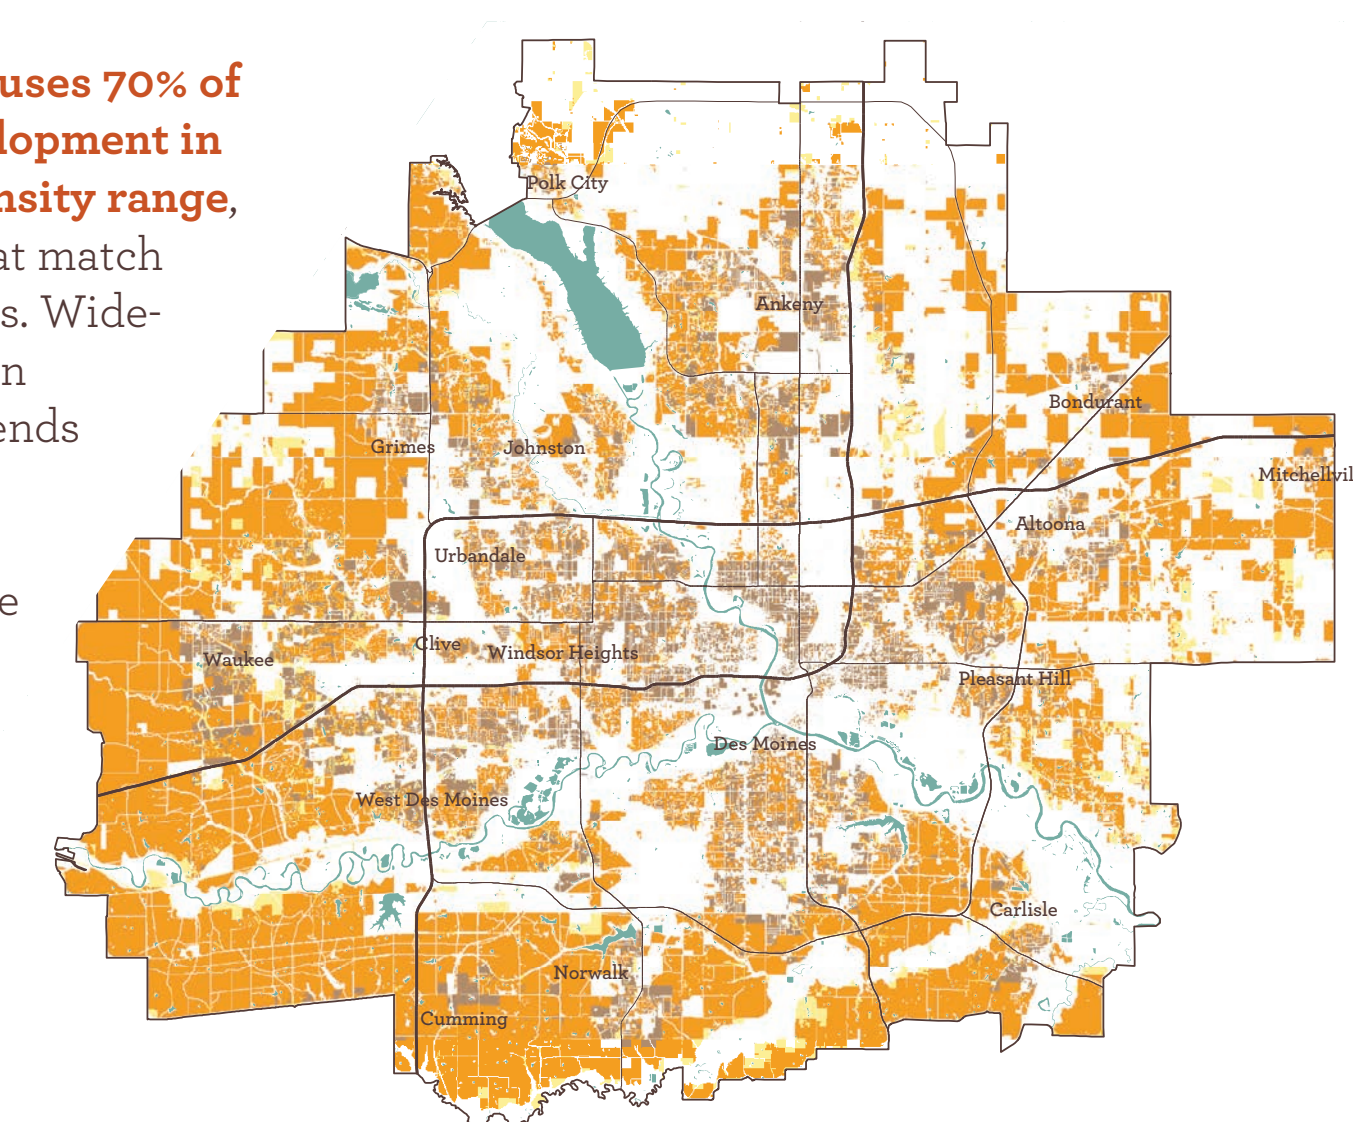 uses 70% of
lopment in
nsity range,
at match
s. Wide-
n
ends
e
Polk City
Ankeny
Bondurant
Grimes
Johnston
Mitchellvil
Altoona
Urbandale
Clive
Windsor Heights
Waukee
Pleasant Hill
Des Moines
West Des Moines
Carlisle
Norwalk
Cumming